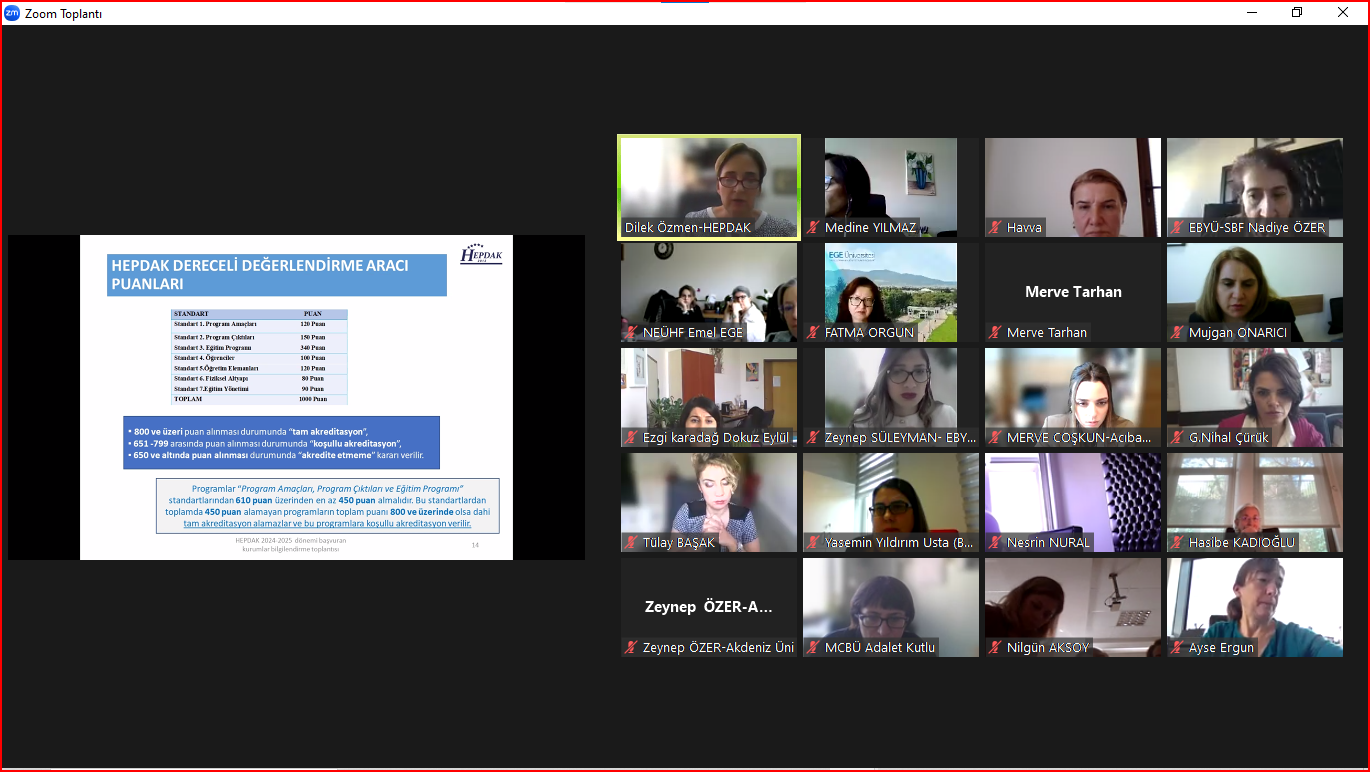 Zoom Toplantı
HEPDAK DERECELİ DEĞERLENDİRME ARACI
PUANLARI
HEPDAK
STANDART PUAN
Standart 1. Program Amaçları 120 Puan
Standart 2. Program Çıktıları 150 Puan
Standart 3. Eğitim Programı 340 Puan
Standart 4. Öğrenciler 100 Puan
Standart 5.Öğretim Elemanları 120 Puan
Standart 6. Fiziksel Altyapı 80 Puan
Standart 7.Eğitim Yönetimi 90 Puan
TOPLAM 1000 Puan
• 800 ve üzeri puan alınması durumunda “tam akreditasyon”,
• 651 -799 arasında puan alınması durumunda “koşullu akreditasyon”,
• 650 ve altında puan alınması durumunda “akredite etmeme” kararı verilir.
Programlar “Program Amaçları, Program Çıktıları ve Eğitim Programı”
standartlarından 610 puan üzerinden en az 450 puan almalıdır. Bu standartlardan
toplamda 450 puan alamayan programların toplam puanı 800 ve üzerinde olsa dahi
tam akreditasyon alamazlar ve bu programlara koşullu akreditasyon verilir.
HEPDAK 2024-2025 dönemi başvuran
kurumlar bilgilendirme toplantısı
14
Dilek Özmen-HEPDAK
Medine YILMAZ
Havva
EBYÜ-SBF Nadiye ÖZER
NEÜHF Emel EGE
EGE Üniversitesi
FATMA ORGUN
Merve Tarhan
Merve Tarhan
Mujgan ONARICI
Ezgi karadağ Dokuz Eylül
Zeynep SÜLEYMAN- EBY...
MERVE COŞKUN-Acıba...
G.Nihal Çürük
Tülay BAŞAK
Yasemin Yıldırım Usta (B...
Nesrin NURAL
Hasibe KADIOĞLU
Zeynep ÖZER-A...
Zeynep ÖZER-Akdeniz Üni
MCBÜ Adalet Kutlu
Nilgün AKSOY
Ayse Ergun